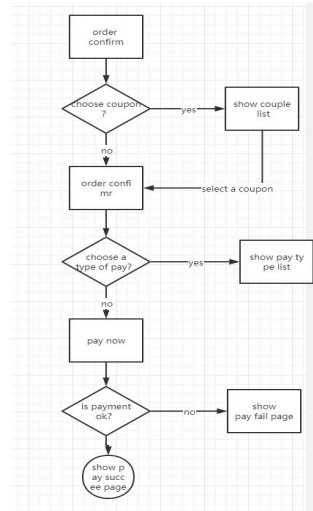 order
confirm
choose coupon
?
yes
show couple
list
no
order confi
mr
select a coupon
choose a
type of pay?
yes
show pay ty
pe list
no
pay now
is payment
ok?
no
show
pay fail page
show p
ay succ
ee page